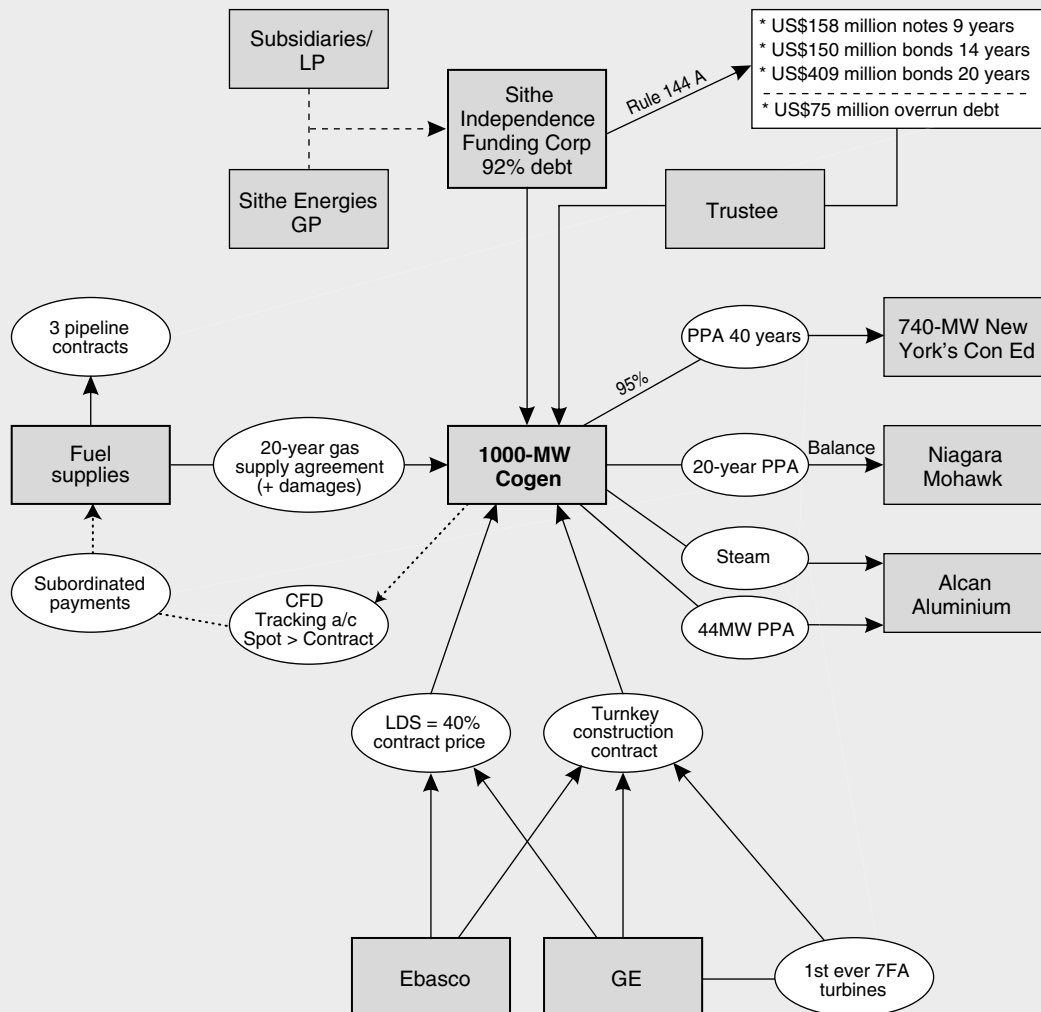 Subsidiaries/
LP
Sithe Energies
GP
Sithe
Independence
Funding Corp
92% debt
Rule 144 A
* US$158 million notes 9 years
* US$150 million bonds 14 years
* US$409 million bonds 20 years
* US$75 million overrun debt
Trustee
3 pipeline
contracts
Fuel
supplies
20-year gas
supply agreement
(+ damages)
Subordinated
payments
CFD
Tracking a/c
Spot > Contract
1000-MW
Cogen
95%
PPA 40 years
740-MW New
York's Con Ed
20-year PPA
Balance
Niagara
Mohawk
Steam
44MW PPA
Alcan
Aluminium
LDS = 40%
contract price
Turnkey
construction
contract
Ebasco
GE
1st ever 7FA
turbines